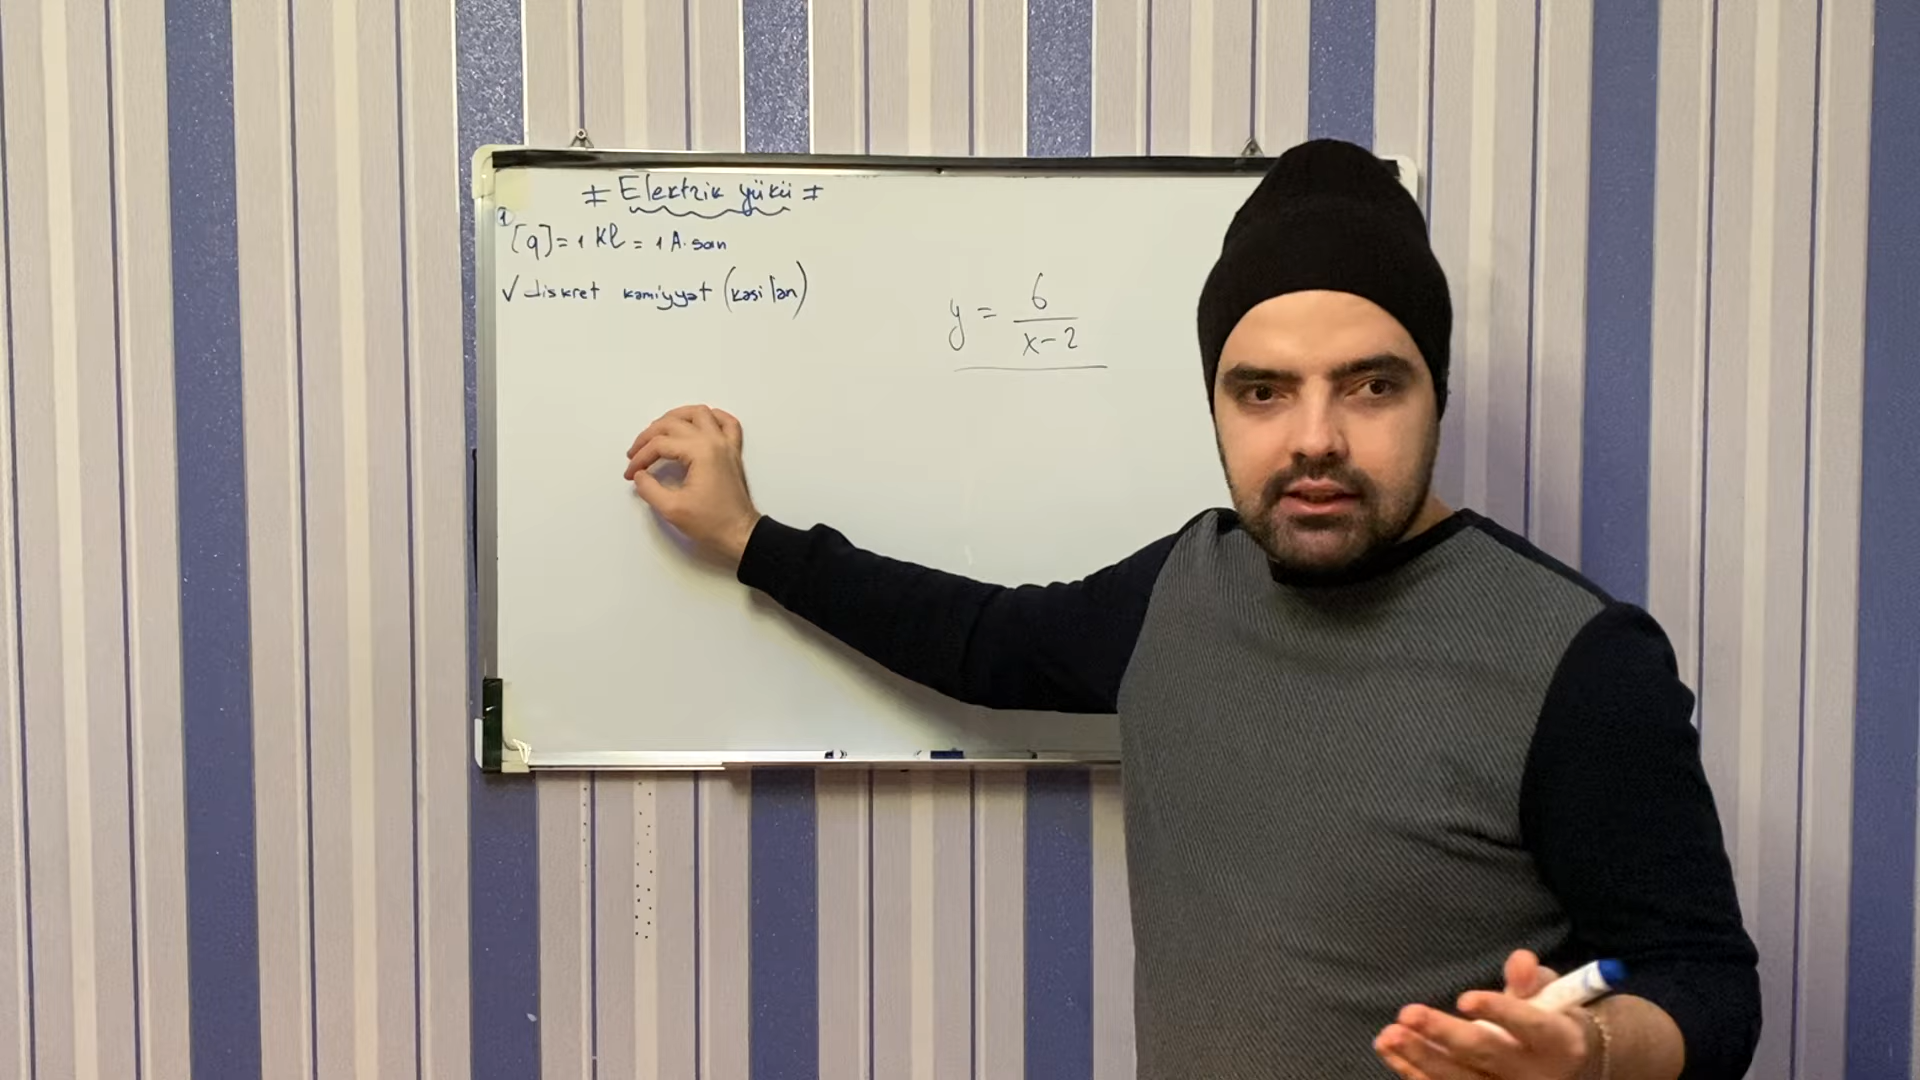 Elektrik yükü
1
[q] = 1 Kl = 1 A·san
√ diskret kəmiyyət (kəsilən)
y = 6/(x-2)